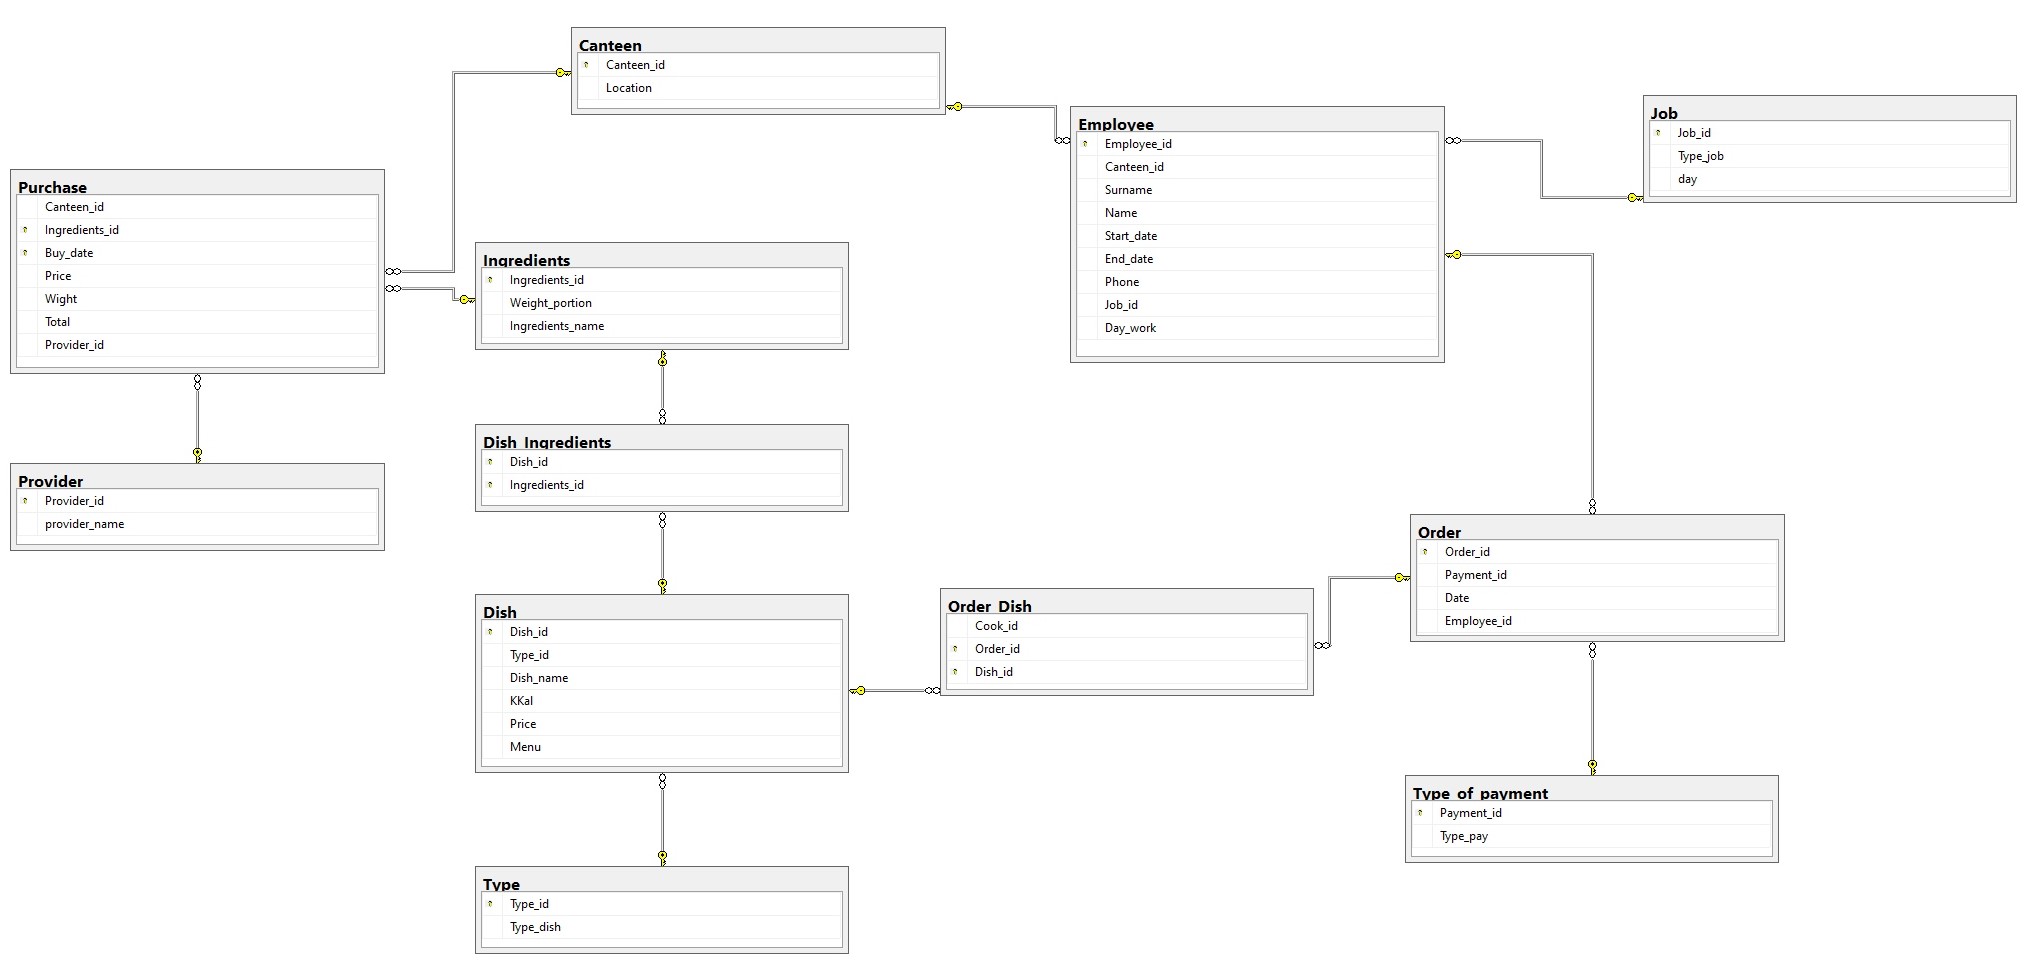 Canteen
Canteen_id
Location
Employee
Employee_id
Canteen_id
Surname
Name
Start_date
End_date
Phone
Job_id
Day_work
Job
Job_id
Type_job
day
Purchase
Canteen_id
Ingredients_id
Buy_date
Price
Wight
Total
Provider_id
Ingredients
Ingredients_id
Weight_portion
Ingredients_name
Provider
Provider_id
provider_name
Dish_Ingredients
Dish_id
Ingredients_id
Dish
Dish_id
Type_id
Dish_name
KKal
Price
Menu
Order_Dish
Cook_id
Order_id
Dish_id
Order
Order_id
Payment_id
Date
Employee_id
Type_of_payment
Payment_id
Type_pay
Type
Type_id
Type_dish